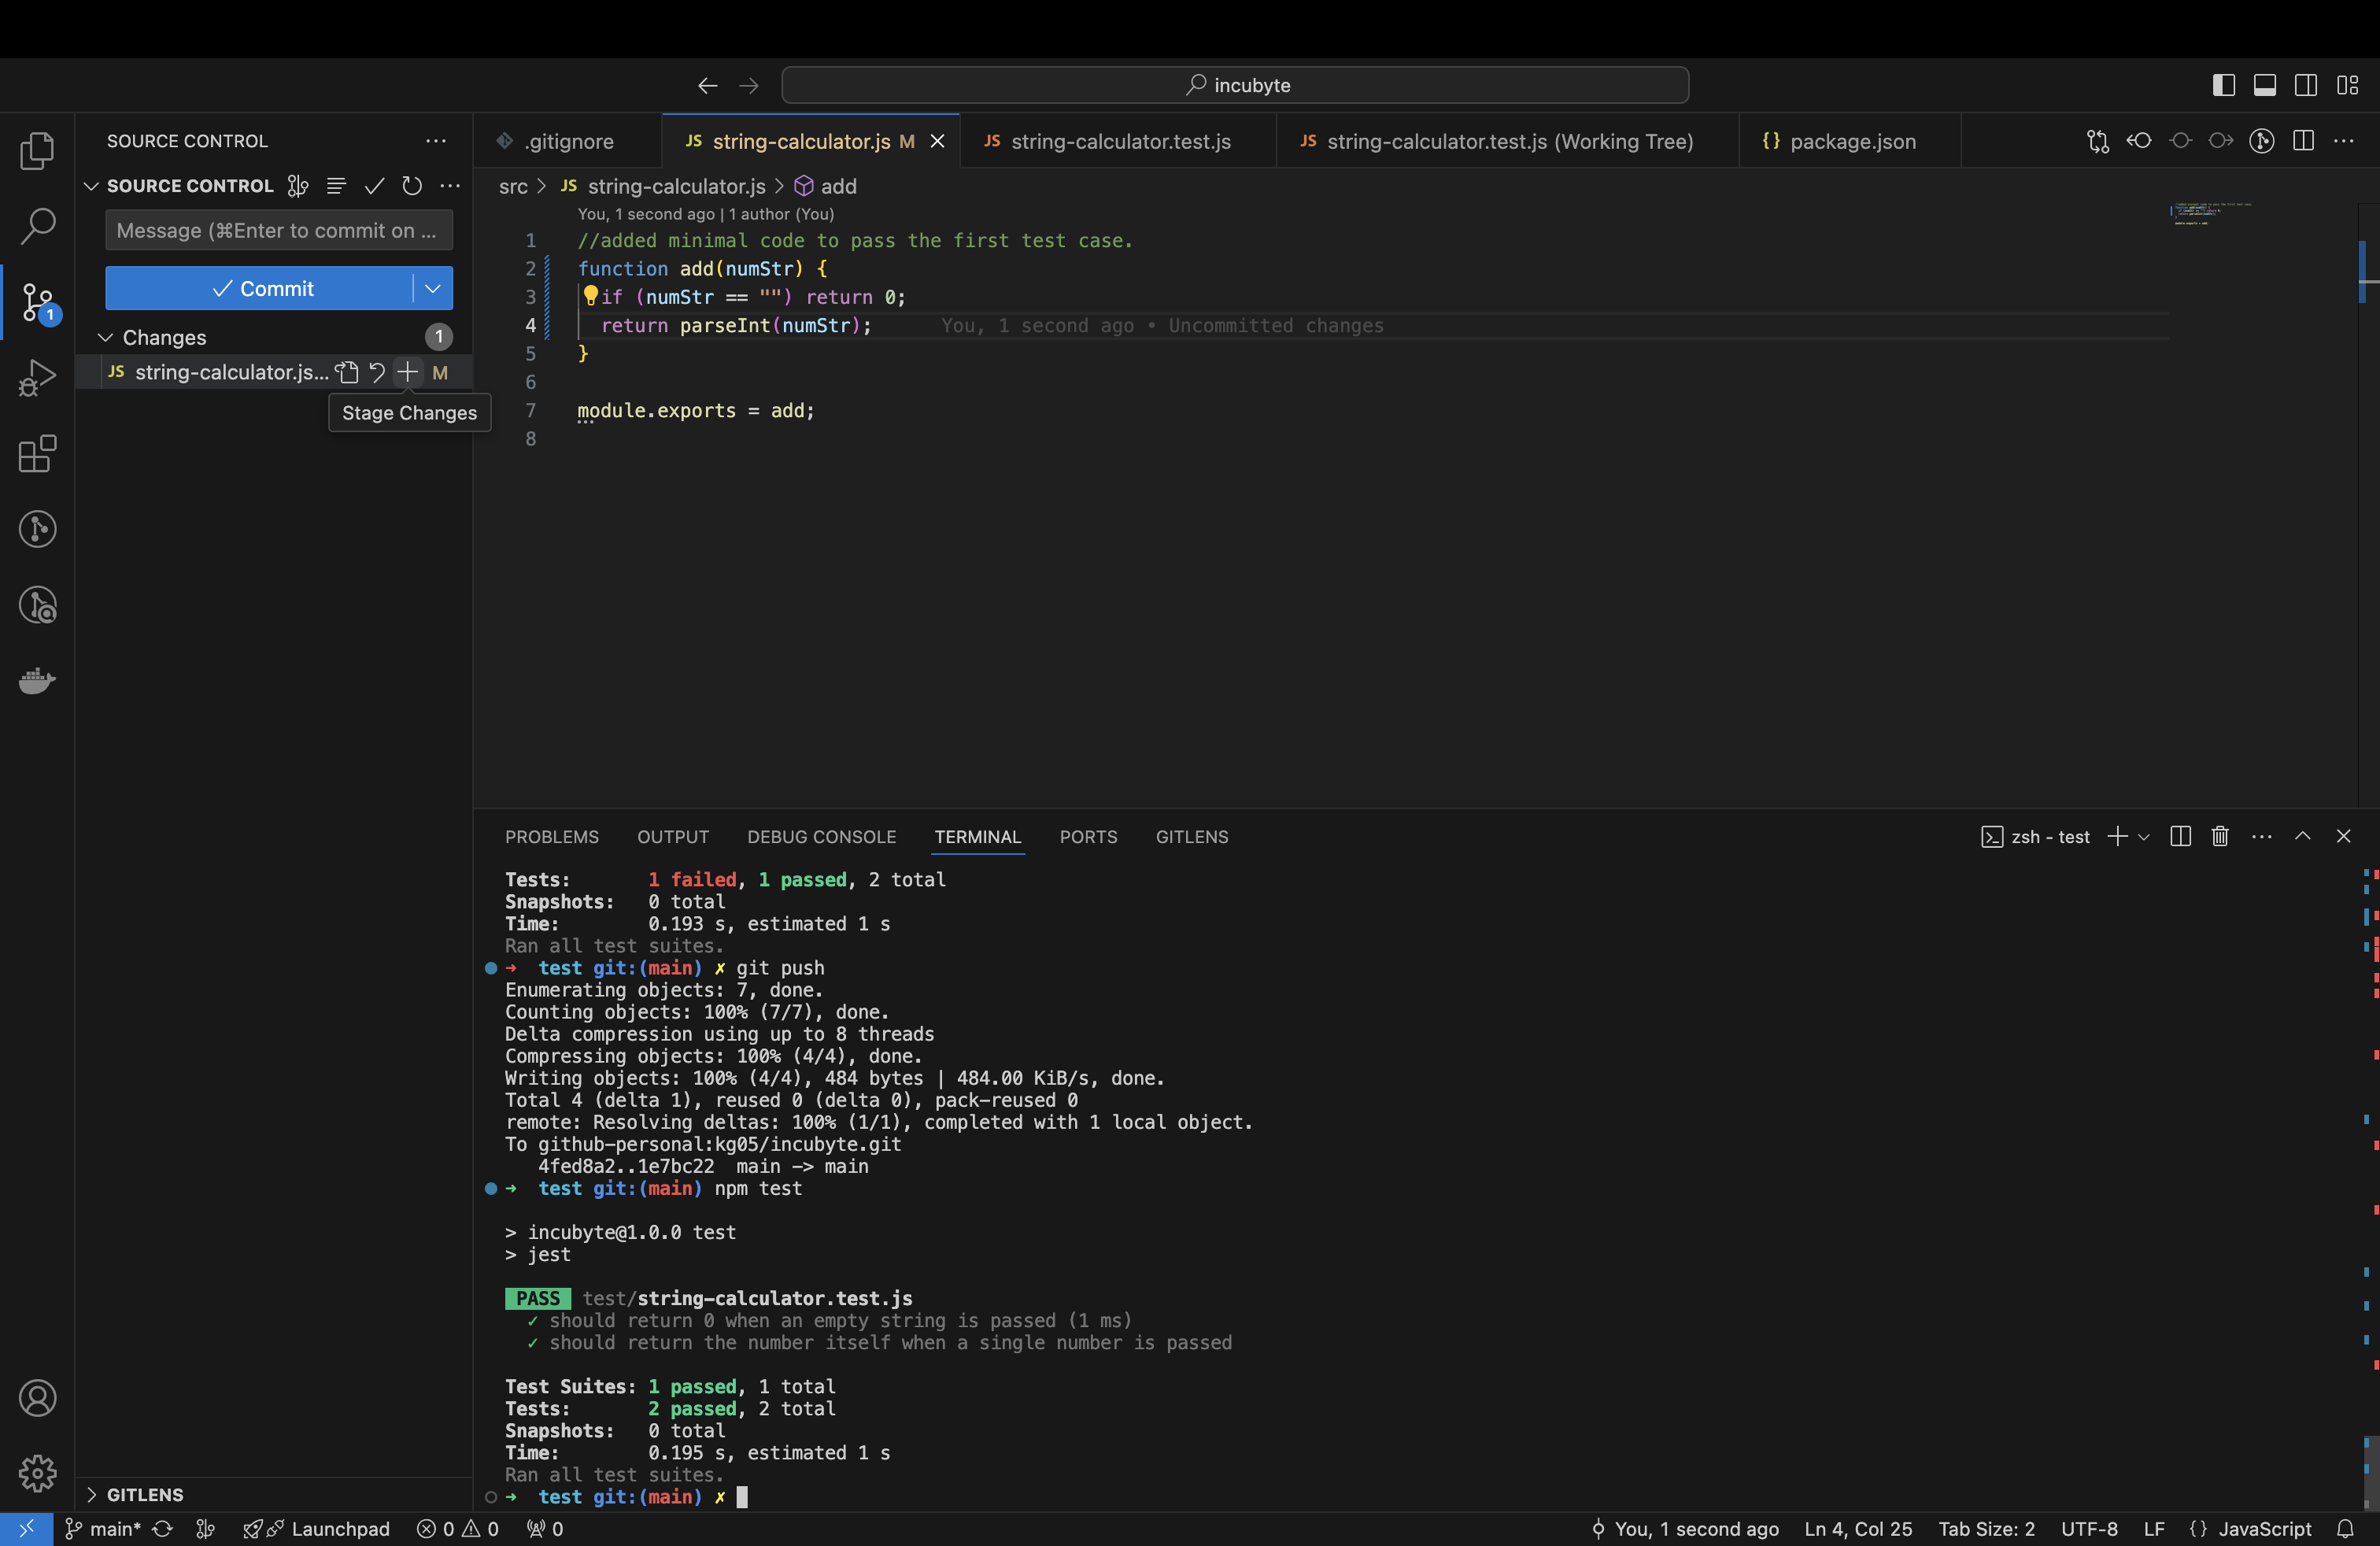 incubyte
SOURCE CONTROL
SOURCE CONTROL
Message (⌘Enter to commit on ...
Commit
Changes
1
JS string-calculator.js... M
Stage Changes
1
GITLENS
.gitignore
JS string-calculator.js M
JS string-calculator.test.js
JS string-calculator.test.js (Working Tree)
{} package.json
src > JS string-calculator.js > add
You, 1 second ago | 1 author (You)
1 //added minimal code to pass the first test case.
2 function add(numStr) {
3 if (numStr == "") return 0;
4 return parseInt(numStr); You, 1 second ago • Uncommitted changes
5 }
6
7 module.exports = add;
8
PROBLEMS OUTPUT DEBUG CONSOLE TERMINAL PORTS GITLENS
zsh - test
Tests: 1 failed, 1 passed, 2 total
Snapshots: 0 total
Time: 0.193 s, estimated 1 s
Ran all test suites.
➜ test git:(main) ✗ git push
Enumerating objects: 7, done.
Counting objects: 100% (7/7), done.
Delta compression using up to 8 threads
Compressing objects: 100% (4/4), done.
Writing objects: 100% (4/4), 484 bytes | 484.00 KiB/s, done.
Total 4 (delta 1), reused 0 (delta 0), pack-reused 0
remote: Resolving deltas: 100% (1/1), completed with 1 local object.
To github-personal:kg05/incubyte.git
4fed8a2..1e7bc22 main -> main
➜ test git:(main) npm test
> incubyte@1.0.0 test
> jest
PASS test/string-calculator.test.js
✓ should return 0 when an empty string is passed (1 ms)
✓ should return the number itself when a single number is passed
Test Suites: 1 passed, 1 total
Tests: 2 passed, 2 total
Snapshots: 0 total
Time: 0.195 s, estimated 1 s
Ran all test suites.
➜ test git:(main) ✗
main* Launchpad 0 0 0
You, 1 second ago Ln 4, Col 25 Tab Size: 2 UTF-8 LF {} JavaScript